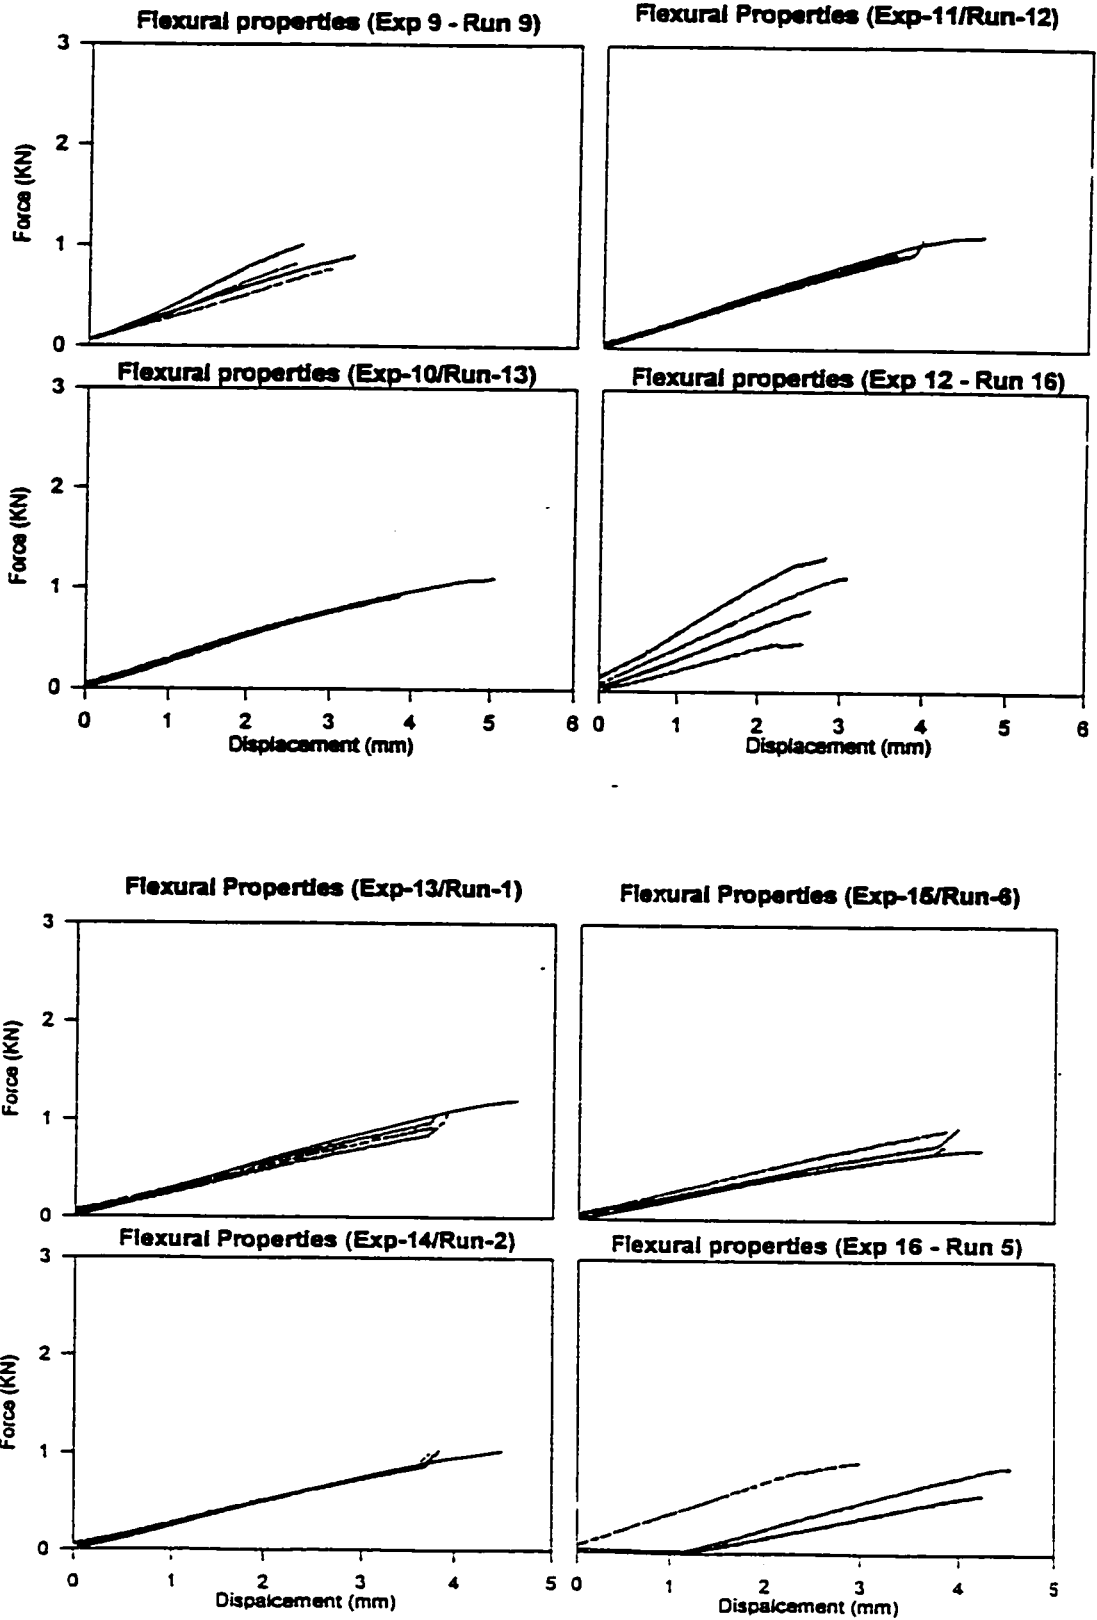 Flexural properties (Exp 9 - Run 9)
3
2
1
0
Force (KN)
Flexural Properties (Exp-11/Run-12)
Flexural properties (Exp-10/Run-13)
3
2
1
0
Force (KN)
0 1 2 3 4 5 6
Displacement (mm)
Flexural properties (Exp 12 - Run 16)
0 1 2 3 4 5 6
Displacement (mm)
Flexural Properties (Exp-13/Run-1)
3
2
1
0
Force (KN)
Flexural Properties (Exp-15/Run-6)
Flexural Properties (Exp-14/Run-2)
3
2
1
0
Force (KN)
0 1 2 3 4 5
Dispalcement (mm)
Flexural properties (Exp 16 - Run 5)
0 1 2 3 4 5
Dispalcement (mm)